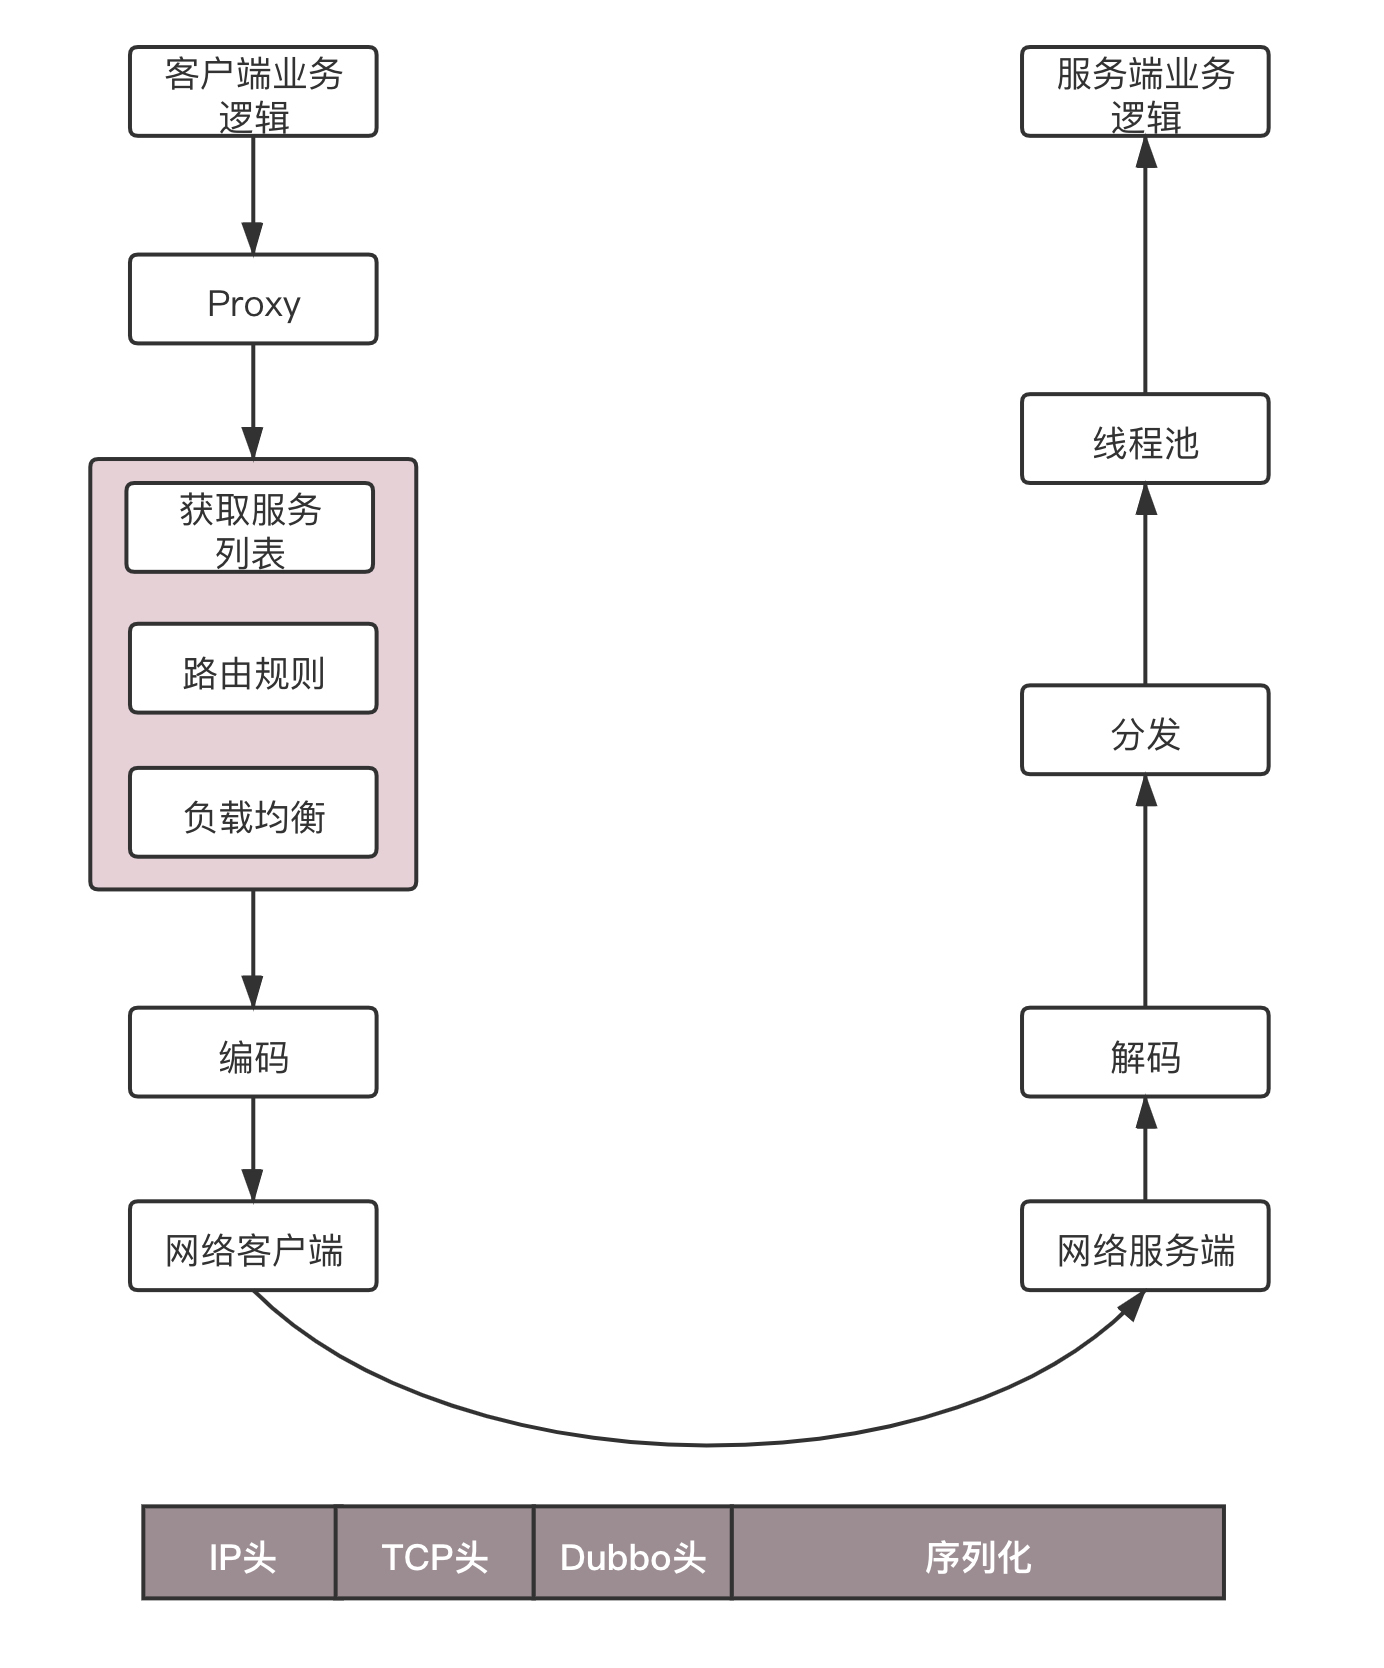 客户端业务
逻辑
Proxy
获取服务
列表
路由规则
负载均衡
编码
网络客户端
服务端业务
逻辑
线程池
分发
解码
网络服务端
IP头
TCP头
Dubbo头
序列化